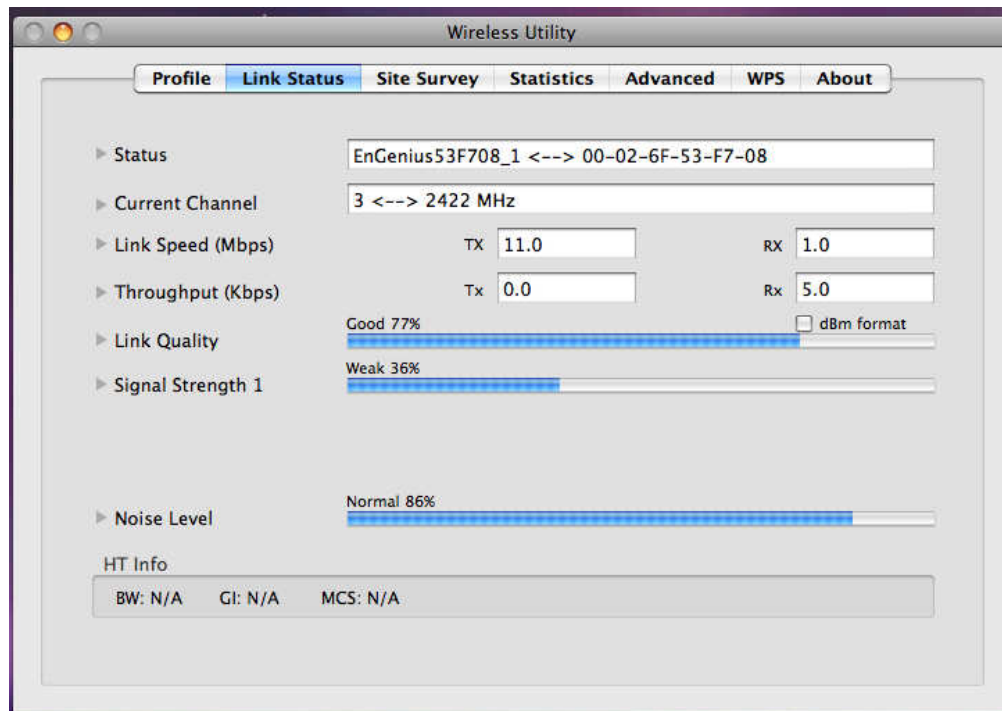 Wireless Utility
Profile Link Status Site Survey Statistics Advanced WPS About
Status EnGenius53F708_1 <--> 00-02-6F-53-F7-08
Current Channel 3 <--> 2422 MHz
Link Speed (Mbps) TX 11.0 RX 1.0
Throughput (Kbps) Tx 0.0 Rx 5.0
Good 77% dBm format
Link Quality
Weak 36%
Signal Strength 1
Normal 86%
Noise Level
HT Info
BW: N/A GI: N/A MCS: N/A